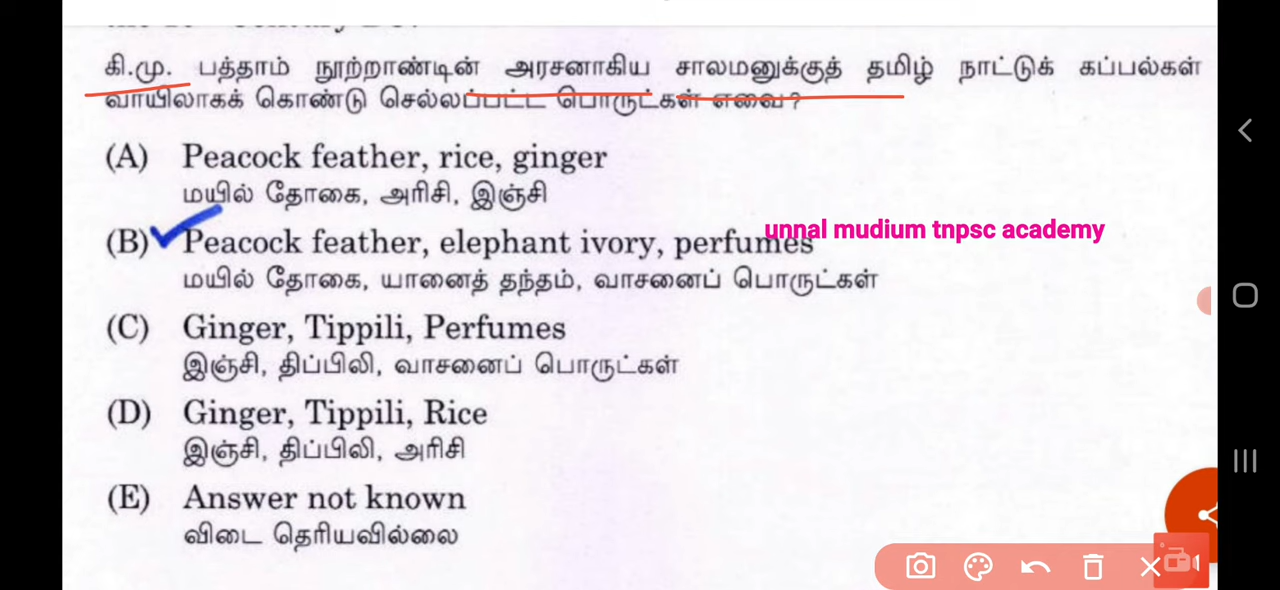 கி.மு. பத்தாம் நூற்றாண்டின் அரசனாகிய சாலமனுக்குத் தமிழ் நாட்டுக் கப்பல்கள்
வாயிலாகக் கொண்டு செல்லப்பட்ட பொருட்கள் எவை?
(A) Peacock feather, rice, ginger
மயில் தோகை, அரிசி, இஞ்சி
unnal mudium tnpsc academy
(B) Peacock feather, elephant ivory, perfumes
மயில் தோகை, யானைத் தந்தம், வாசனைப் பொருட்கள்
(C) Ginger, Tippili, Perfumes
இஞ்சி, திப்பிலி, வாசனைப் பொருட்கள்
(D) Ginger, Tippili, Rice
இஞ்சி, திப்பிலி, அரிசி
(E) Answer not known
விடை தெரியவில்லை